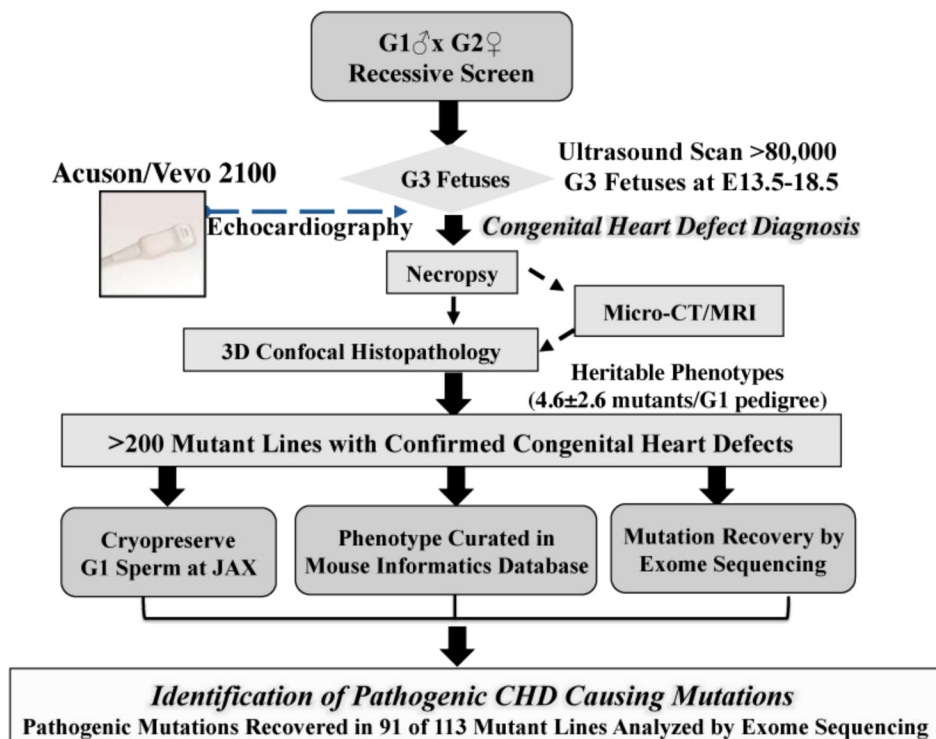 G1♂x G2♀
Recessive Screen
Ultrasound Scan >80,000
G3 Fetuses at E13.5-18.5
G3 Fetuses
Acuson/Vevo 2100
Echocardiography
Congenital Heart Defect Diagnosis
Necropsy
Micro-CT/MRI
3D Confocal Histopathology
Heritable Phenotypes
(4.6±2.6 mutants/G1 pedigree)
>200 Mutant Lines with Confirmed Congenital Heart Defects
Cryopreserve
G1 Sperm at JAX
Phenotype Curated in
Mouse Informatics Database
Mutation Recovery by
Exome Sequencing
Identification of Pathogenic CHD Causing Mutations
Pathogenic Mutations Recovered in 91 of 113 Mutant Lines Analyzed by Exome Sequencing